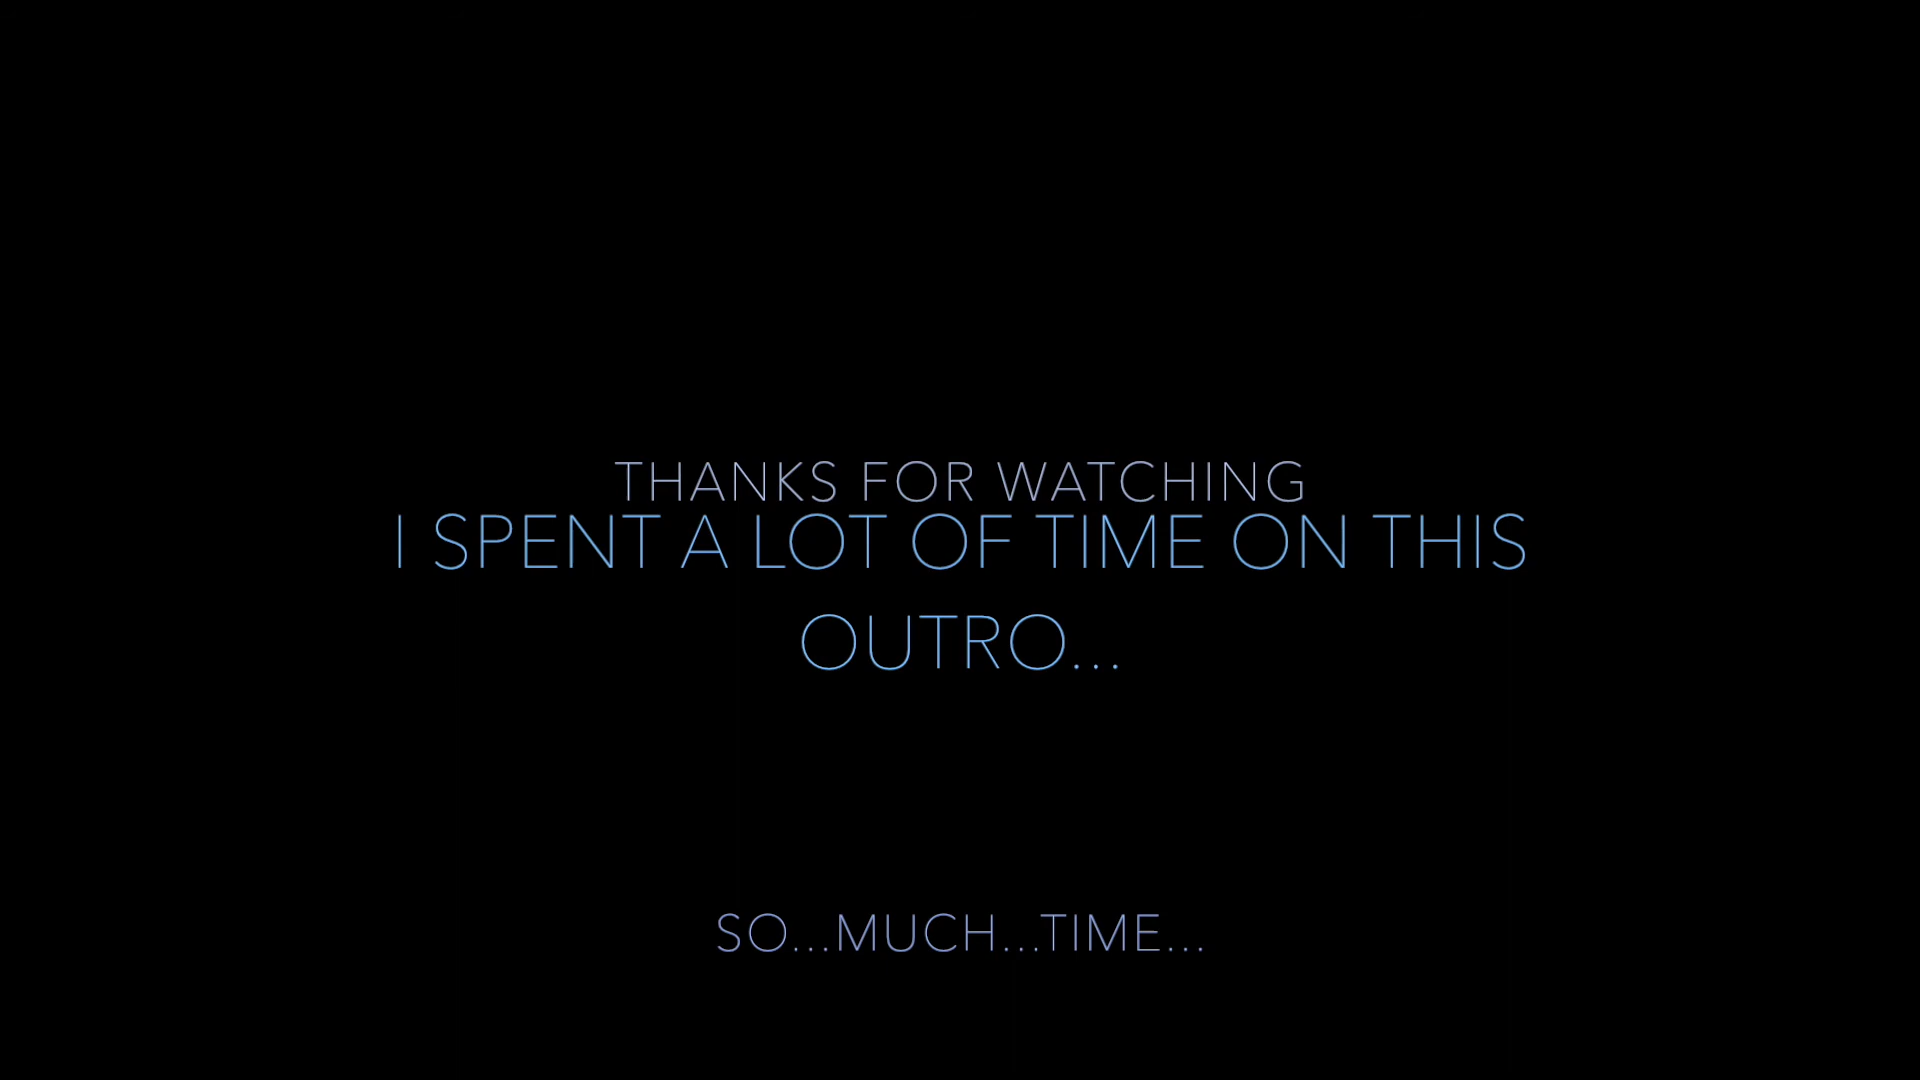 THANKS FOR WATCHING
I SPENT A LOT OF TIME ON THIS
OUTRO...
SO...MUCH...TIME...